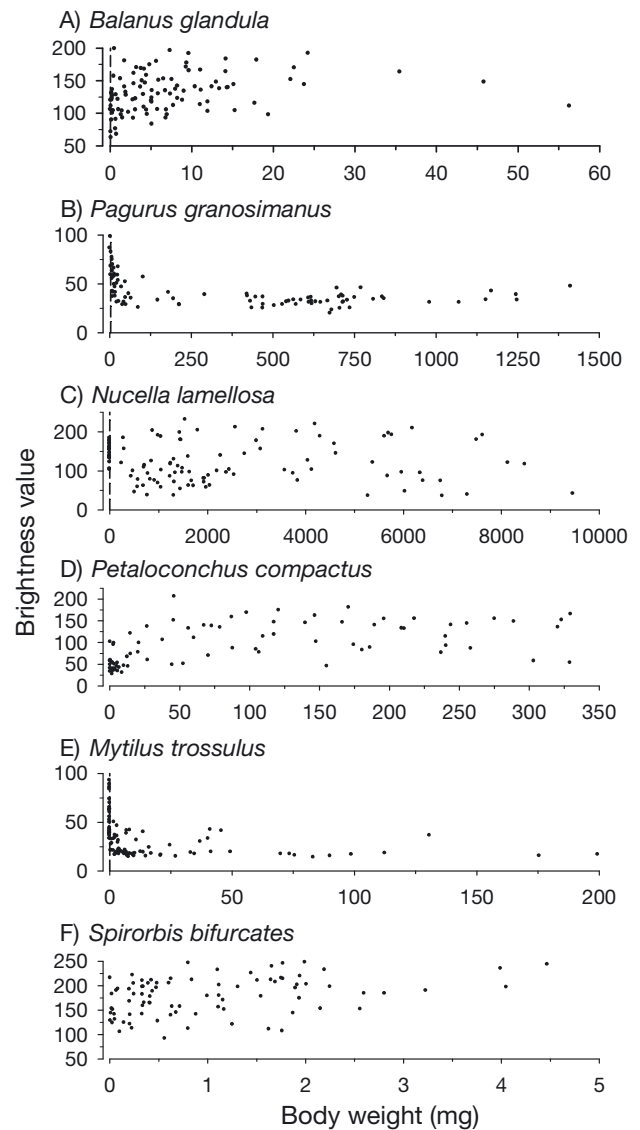 A) Balanus glandula
200
150
100
50
0 10 20 30 40 50 60
B) Pagurus granosimanus
100
50
0
0 250 500 750 1000 1250 1500
C) Nucella lamellosa
200
100
0
0 2000 4000 6000 8000 10000
D) Petaloconchus compactus
200
150
100
50
0
0 50 100 150 200 250 300 350
E) Mytilus trossulus
100
50
0
0 50 100 150 200
F) Spirorbis bifurcates
250
200
150
100
50
0 1 2 3 4 5
Brightness value
Body weight (mg)